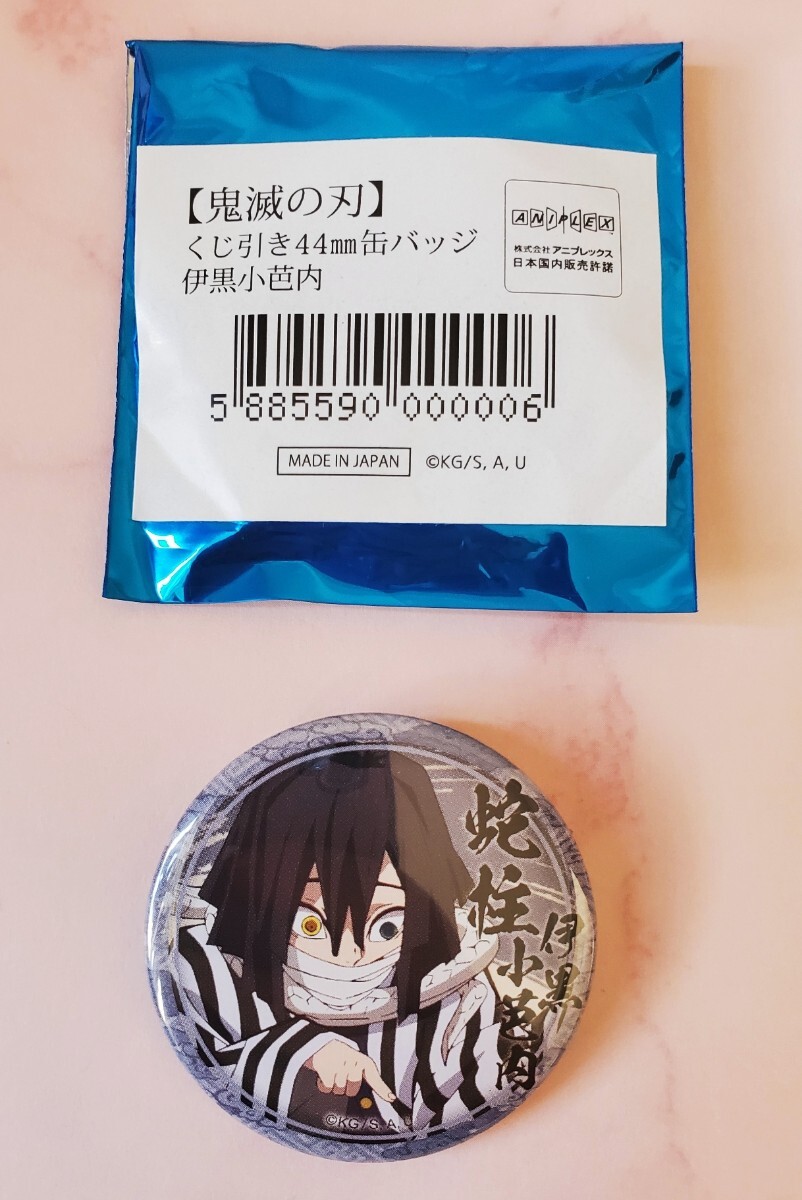 【鬼滅の刃】
くじ引き44mm缶バッジ
伊黒小芭内
ANIPLEX
株式会社アニプレックス
日本国内販売許諾
5 885590 000006
MADE IN JAPAN ©KG/S, A, U
蛇柱
伊黒
小芭内
©KG/S, A, U